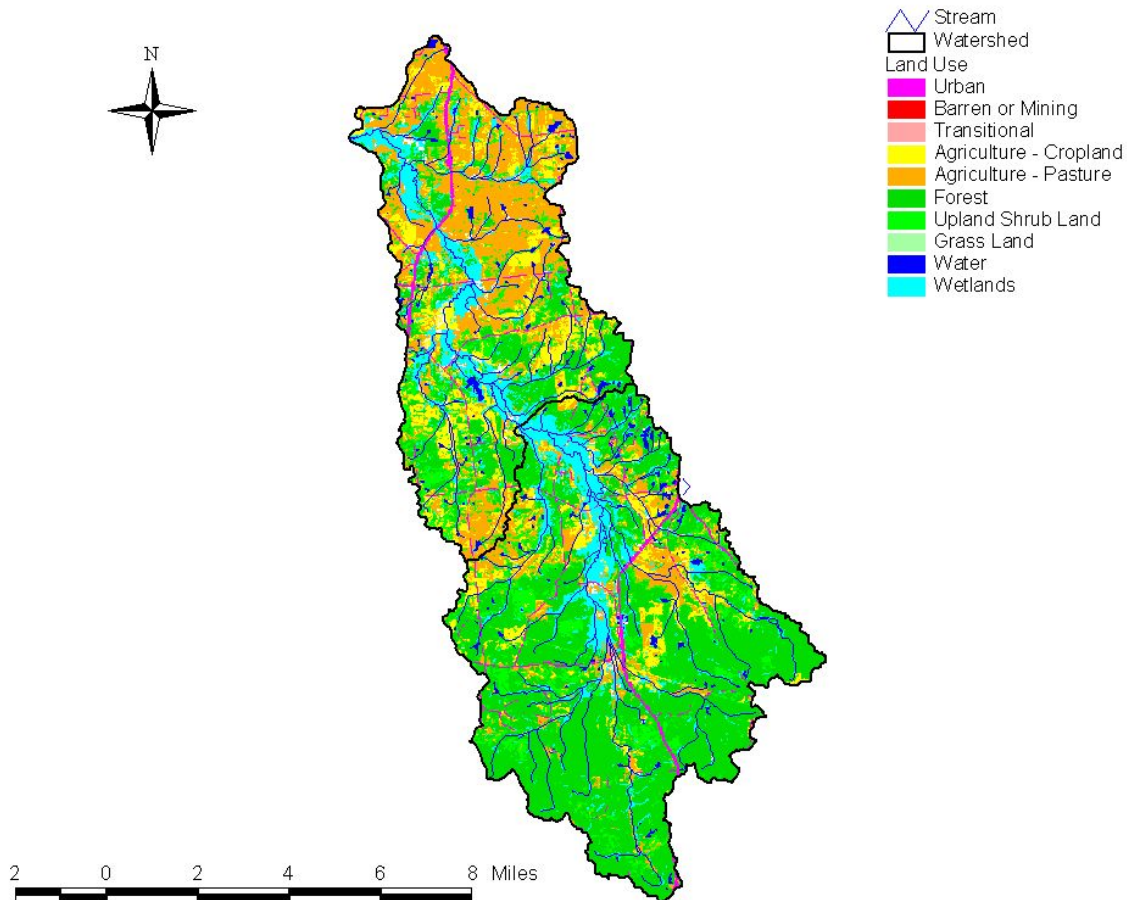 Stream
Watershed
Land Use
Urban
Barren or Mining
Transitional
Agriculture - Cropland
Agriculture - Pasture
Forest
Upland Shrub Land
Grass Land
Water
Wetlands
N
2 0 2 4 6 8 Miles